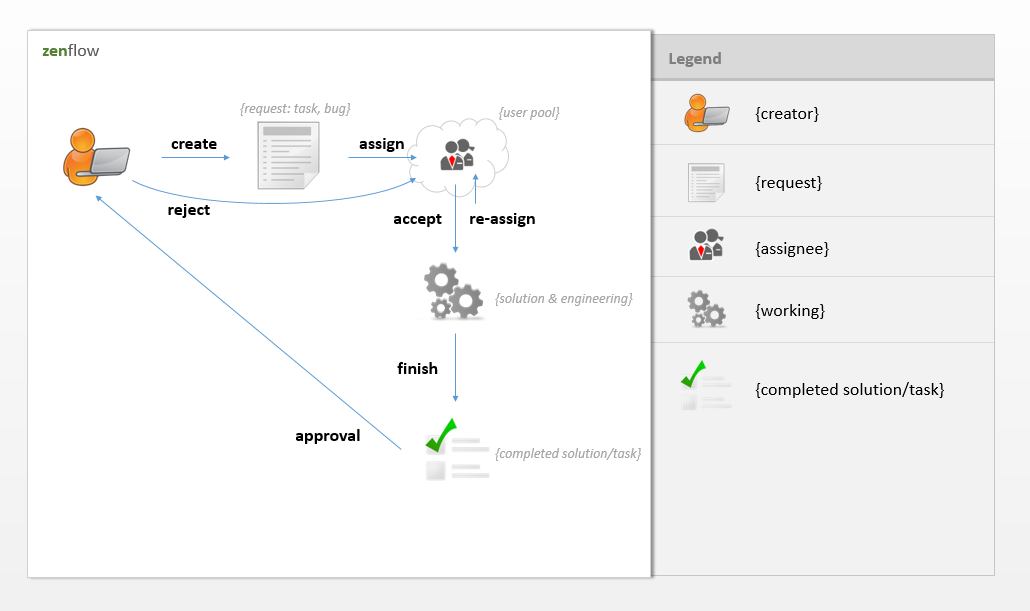 zenflow
{request: task, bug}
{user pool}
create
assign
reject
accept
re-assign
{solution & engineering}
finish
approval
{completed solution/task}
Legend
{creator}
{request}
{assignee}
{working}
{completed solution/task}